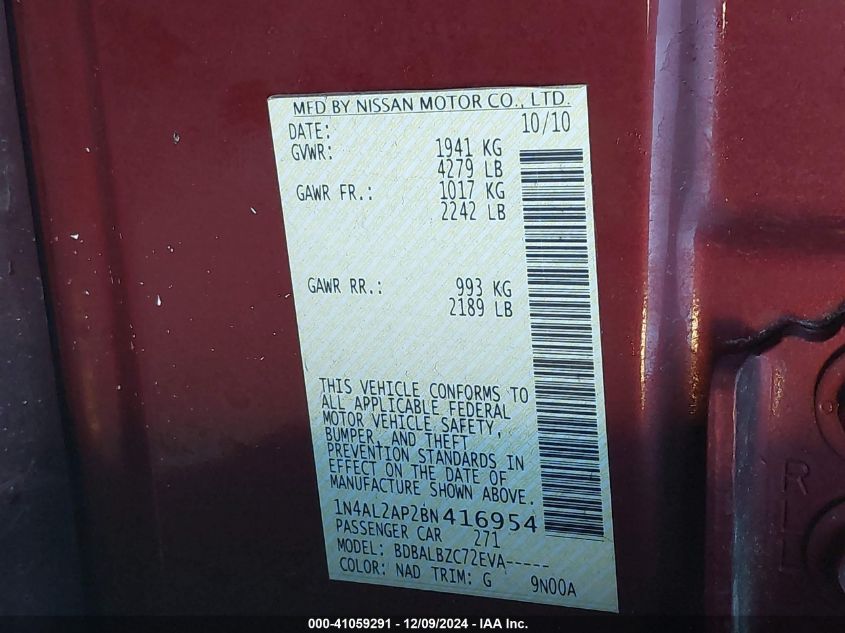 MFD BY NISSAN MOTOR CO., LTD.
DATE: 10/10
GVWR: 1941 KG
4279 LB
GAWR FR.: 1017 KG
2242 LB
GAWR RR.: 993 KG
2189 LB
THIS VEHICLE CONFORMS TO
ALL APPLICABLE FEDERAL
MOTOR VEHICLE SAFETY,
BUMPER, AND THEFT
PREVENTION STANDARDS IN
EFFECT ON THE DATE OF
MANUFACTURE SHOWN ABOVE.
1N4AL2AP2BN416954
PASSENGER CAR 271
MODEL: BDBALBZC72EVA-----
COLOR: NAD TRIM: G 9N00A
000-41059291 - 12/09/2024 - IAA Inc.